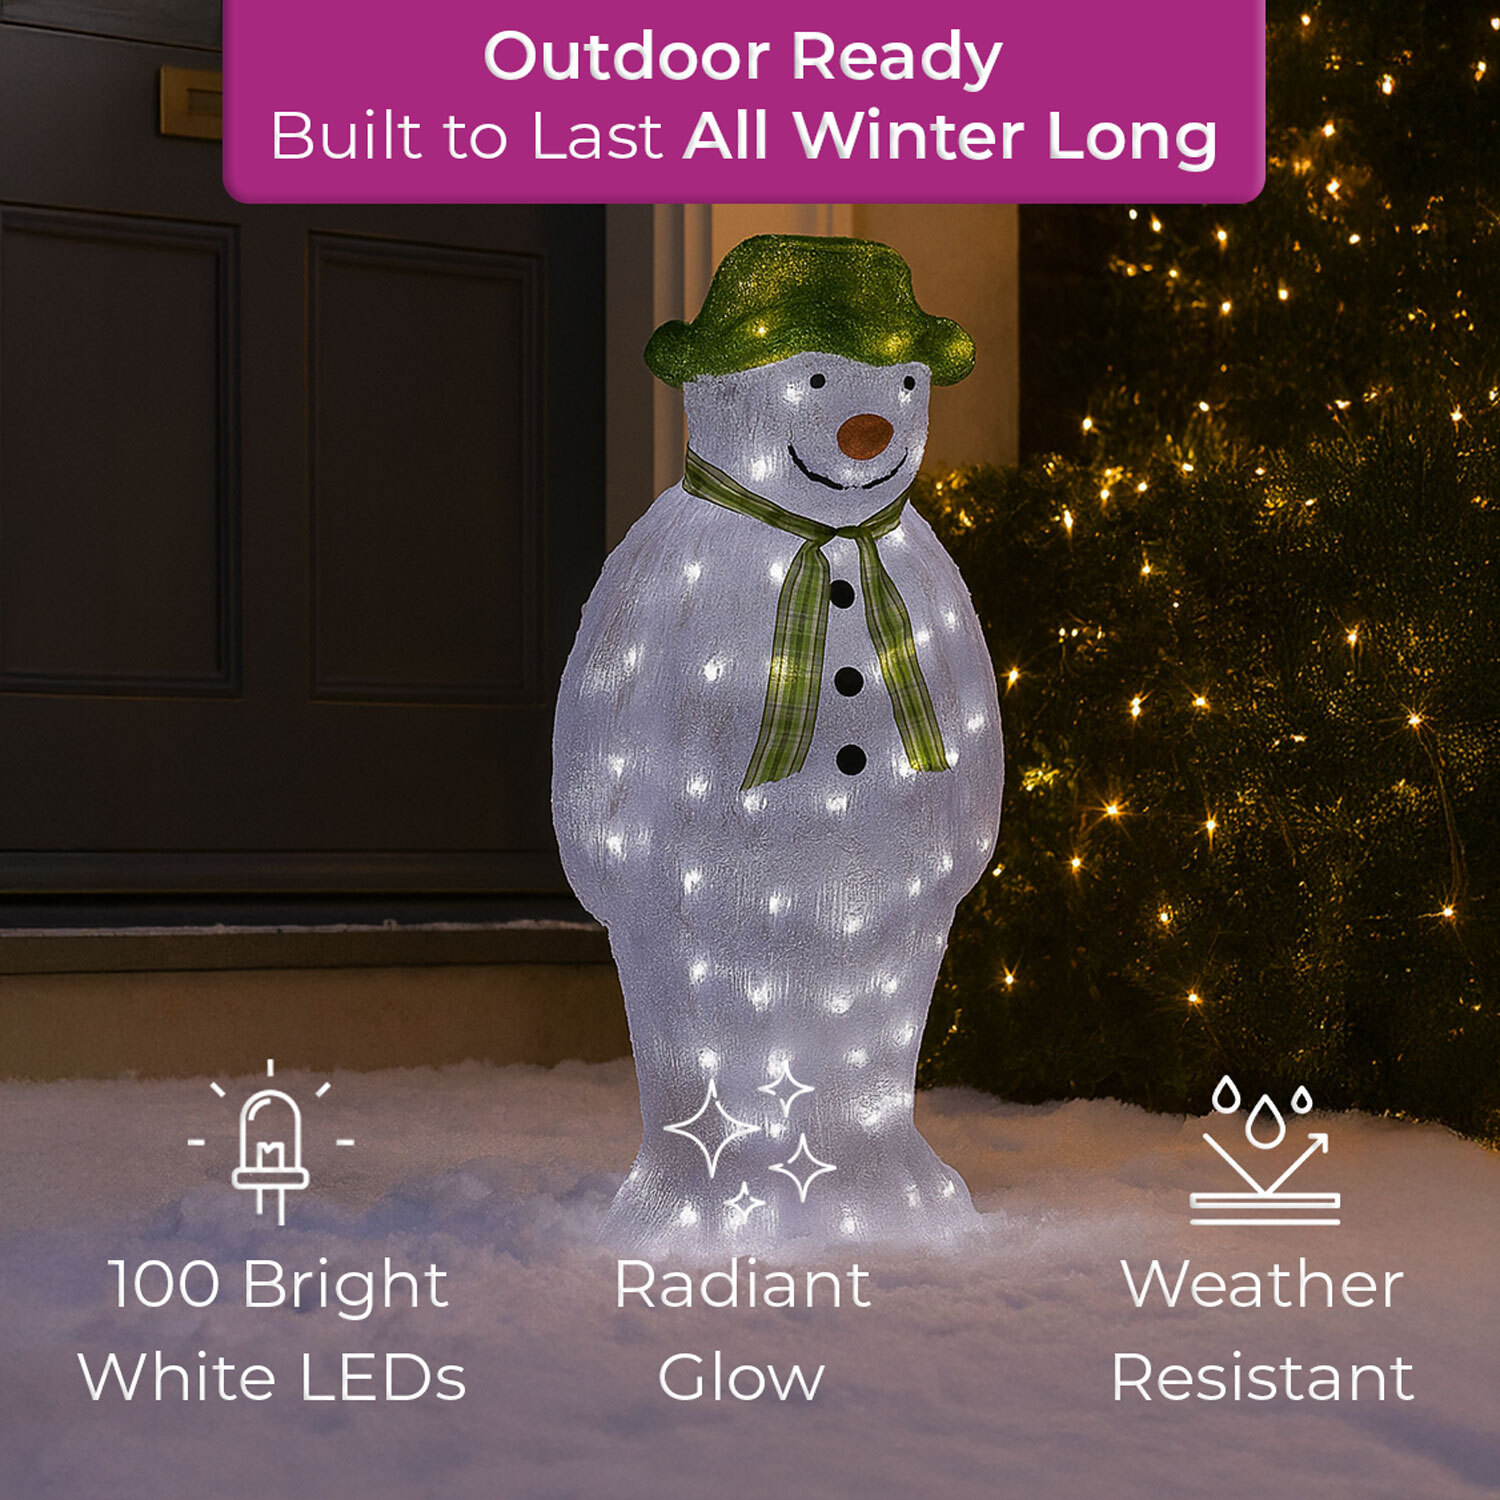 Outdoor Ready
Built to Last All Winter Long
100 Bright
White LEDs
Radiant
Glow
Weather
Resistant